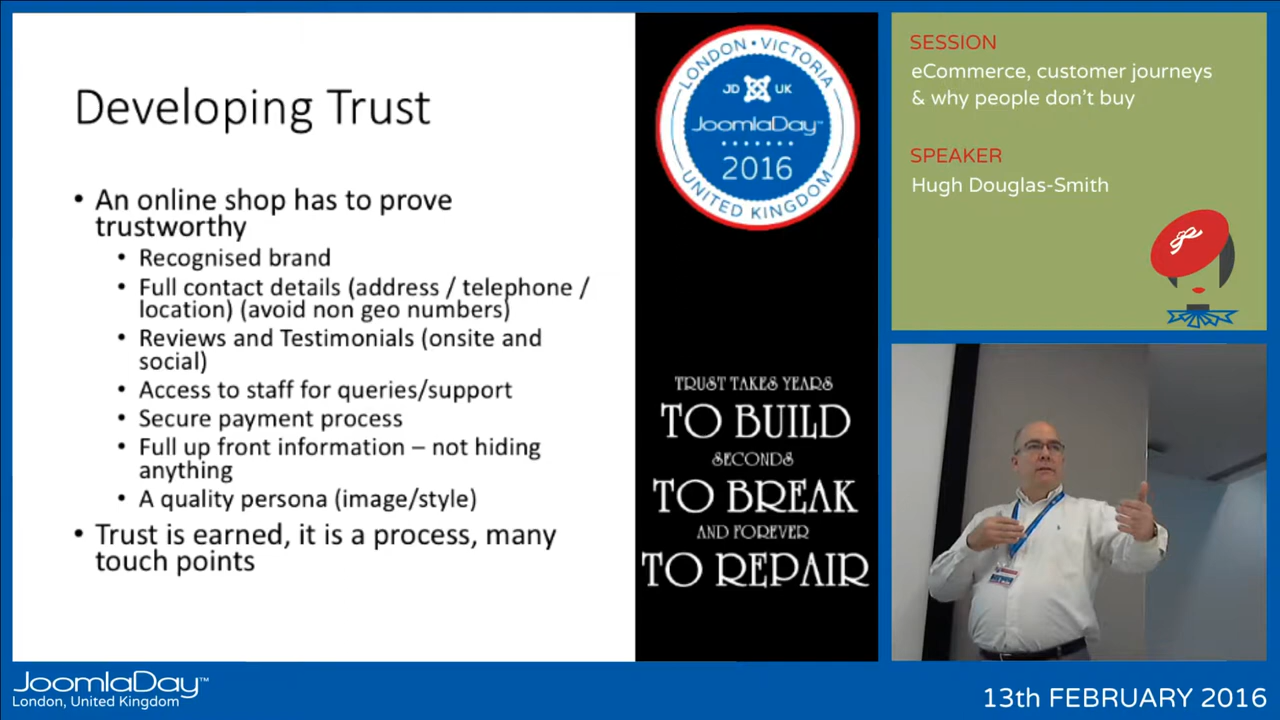 Developing Trust
• An online shop has to prove
trustworthy
• Recognised brand
• Full contact details (address / telephone /
location) (avoid non geo numbers)
• Reviews and Testimonials (onsite and
social)
• Access to staff for queries/support
• Secure payment process
• Full up front information – not hiding
anything
• A quality persona (image/style)
• Trust is earned, it is a process, many
touch points
LONDON • VICTORIA
JD UK
JoomlaDay™
2016
UNITED KINGDOM
TRUST TAKES YEARS
TO BUILD
SECONDS
TO BREAK
AND FOREVER
TO REPAIR
SESSION
eCommerce, customer journeys
& why people don't buy
SPEAKER
Hugh Douglas-Smith
JoomlaDay™
London, United Kingdom
13th FEBRUARY 2016